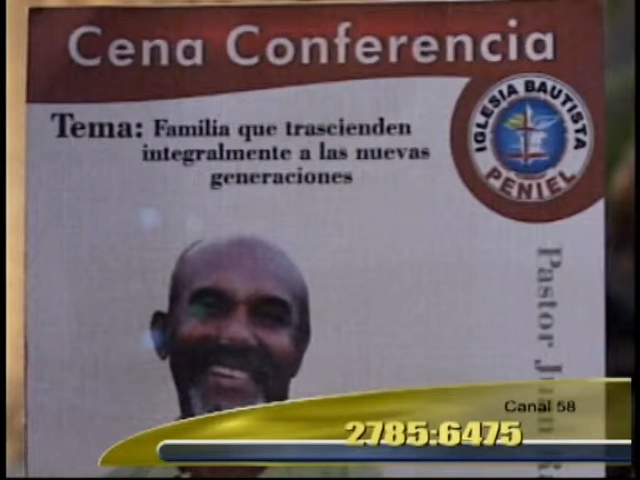 Cena Conferencia
Tema: Familia que trascienden
integralmente a las nuevas
generaciones
IGLESIA BAUTISTA
PENIEL
Pastor
Canal 58
2785:6475